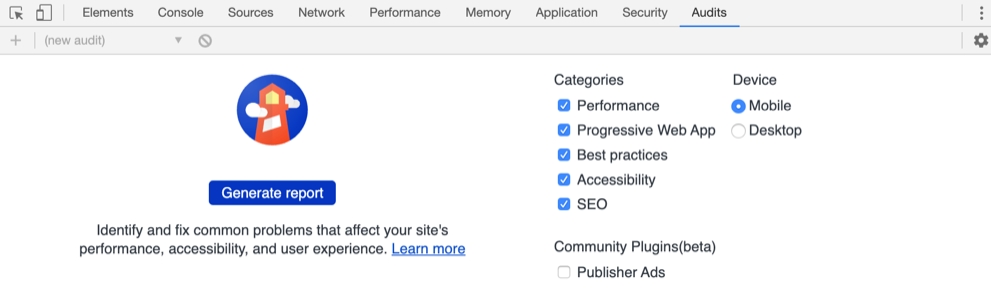 Elements Console Sources Network Performance Memory Application Security Audits
(new audit)
Categories
Performance
Progressive Web App
Best practices
Accessibility
SEO
Device
Mobile
Desktop
Generate report
Identify and fix common problems that affect your site's
performance, accessibility, and user experience. Learn more
Community Plugins(beta)
Publisher Ads